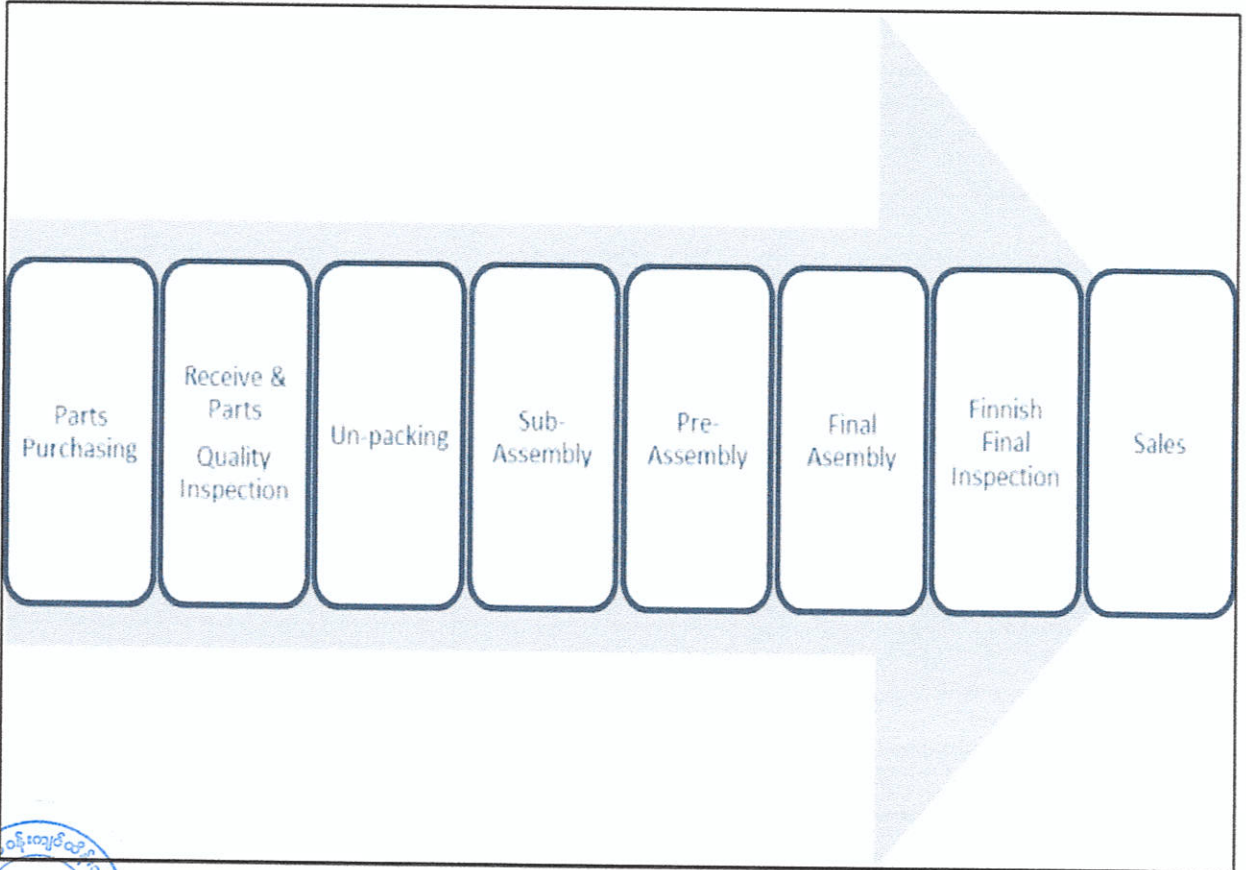 Parts
Purchasing
Receive &
Parts
Quality
Inspection
Un-packing
Sub-
Assembly
Pre-
Assembly
Final
Asembly
Finnish
Final
Inspection
Sales